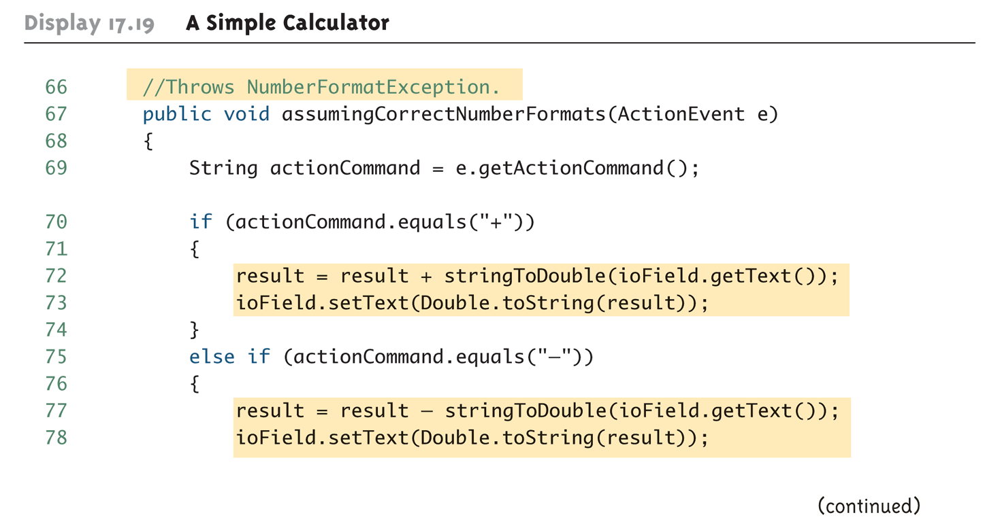 Display 17.19 A Simple Calculator
66 //Throws NumberFormatException.
67 public void assumingCorrectNumberFormats(ActionEvent e)
68 {
69 String actionCommand = e.getActionCommand();
70 if (actionCommand.equals("+"))
71 {
72 result = result + stringToDouble(ioField.getText());
73 ioField.setText(Double.toString(result));
74 }
75 else if (actionCommand.equals("–"))
76 {
77 result = result – stringToDouble(ioField.getText());
78 ioField.setText(Double.toString(result));
(continued)